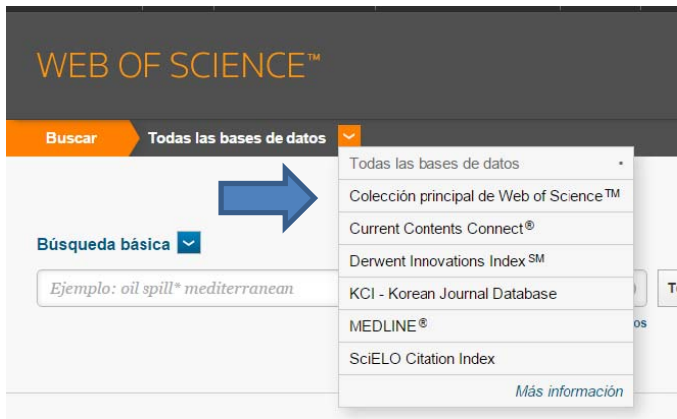 WEB OF SCIENCE™
Buscar
Todas las bases de datos
Todas las bases de datos
Colección principal de Web of Science™
Current Contents Connect®
Búsqueda básica
Derwent Innovations Index℠
Ejemplo: oil spill* mediterranean
KCI - Korean Journal Database
MEDLINE®
SciELO Citation Index
Más información